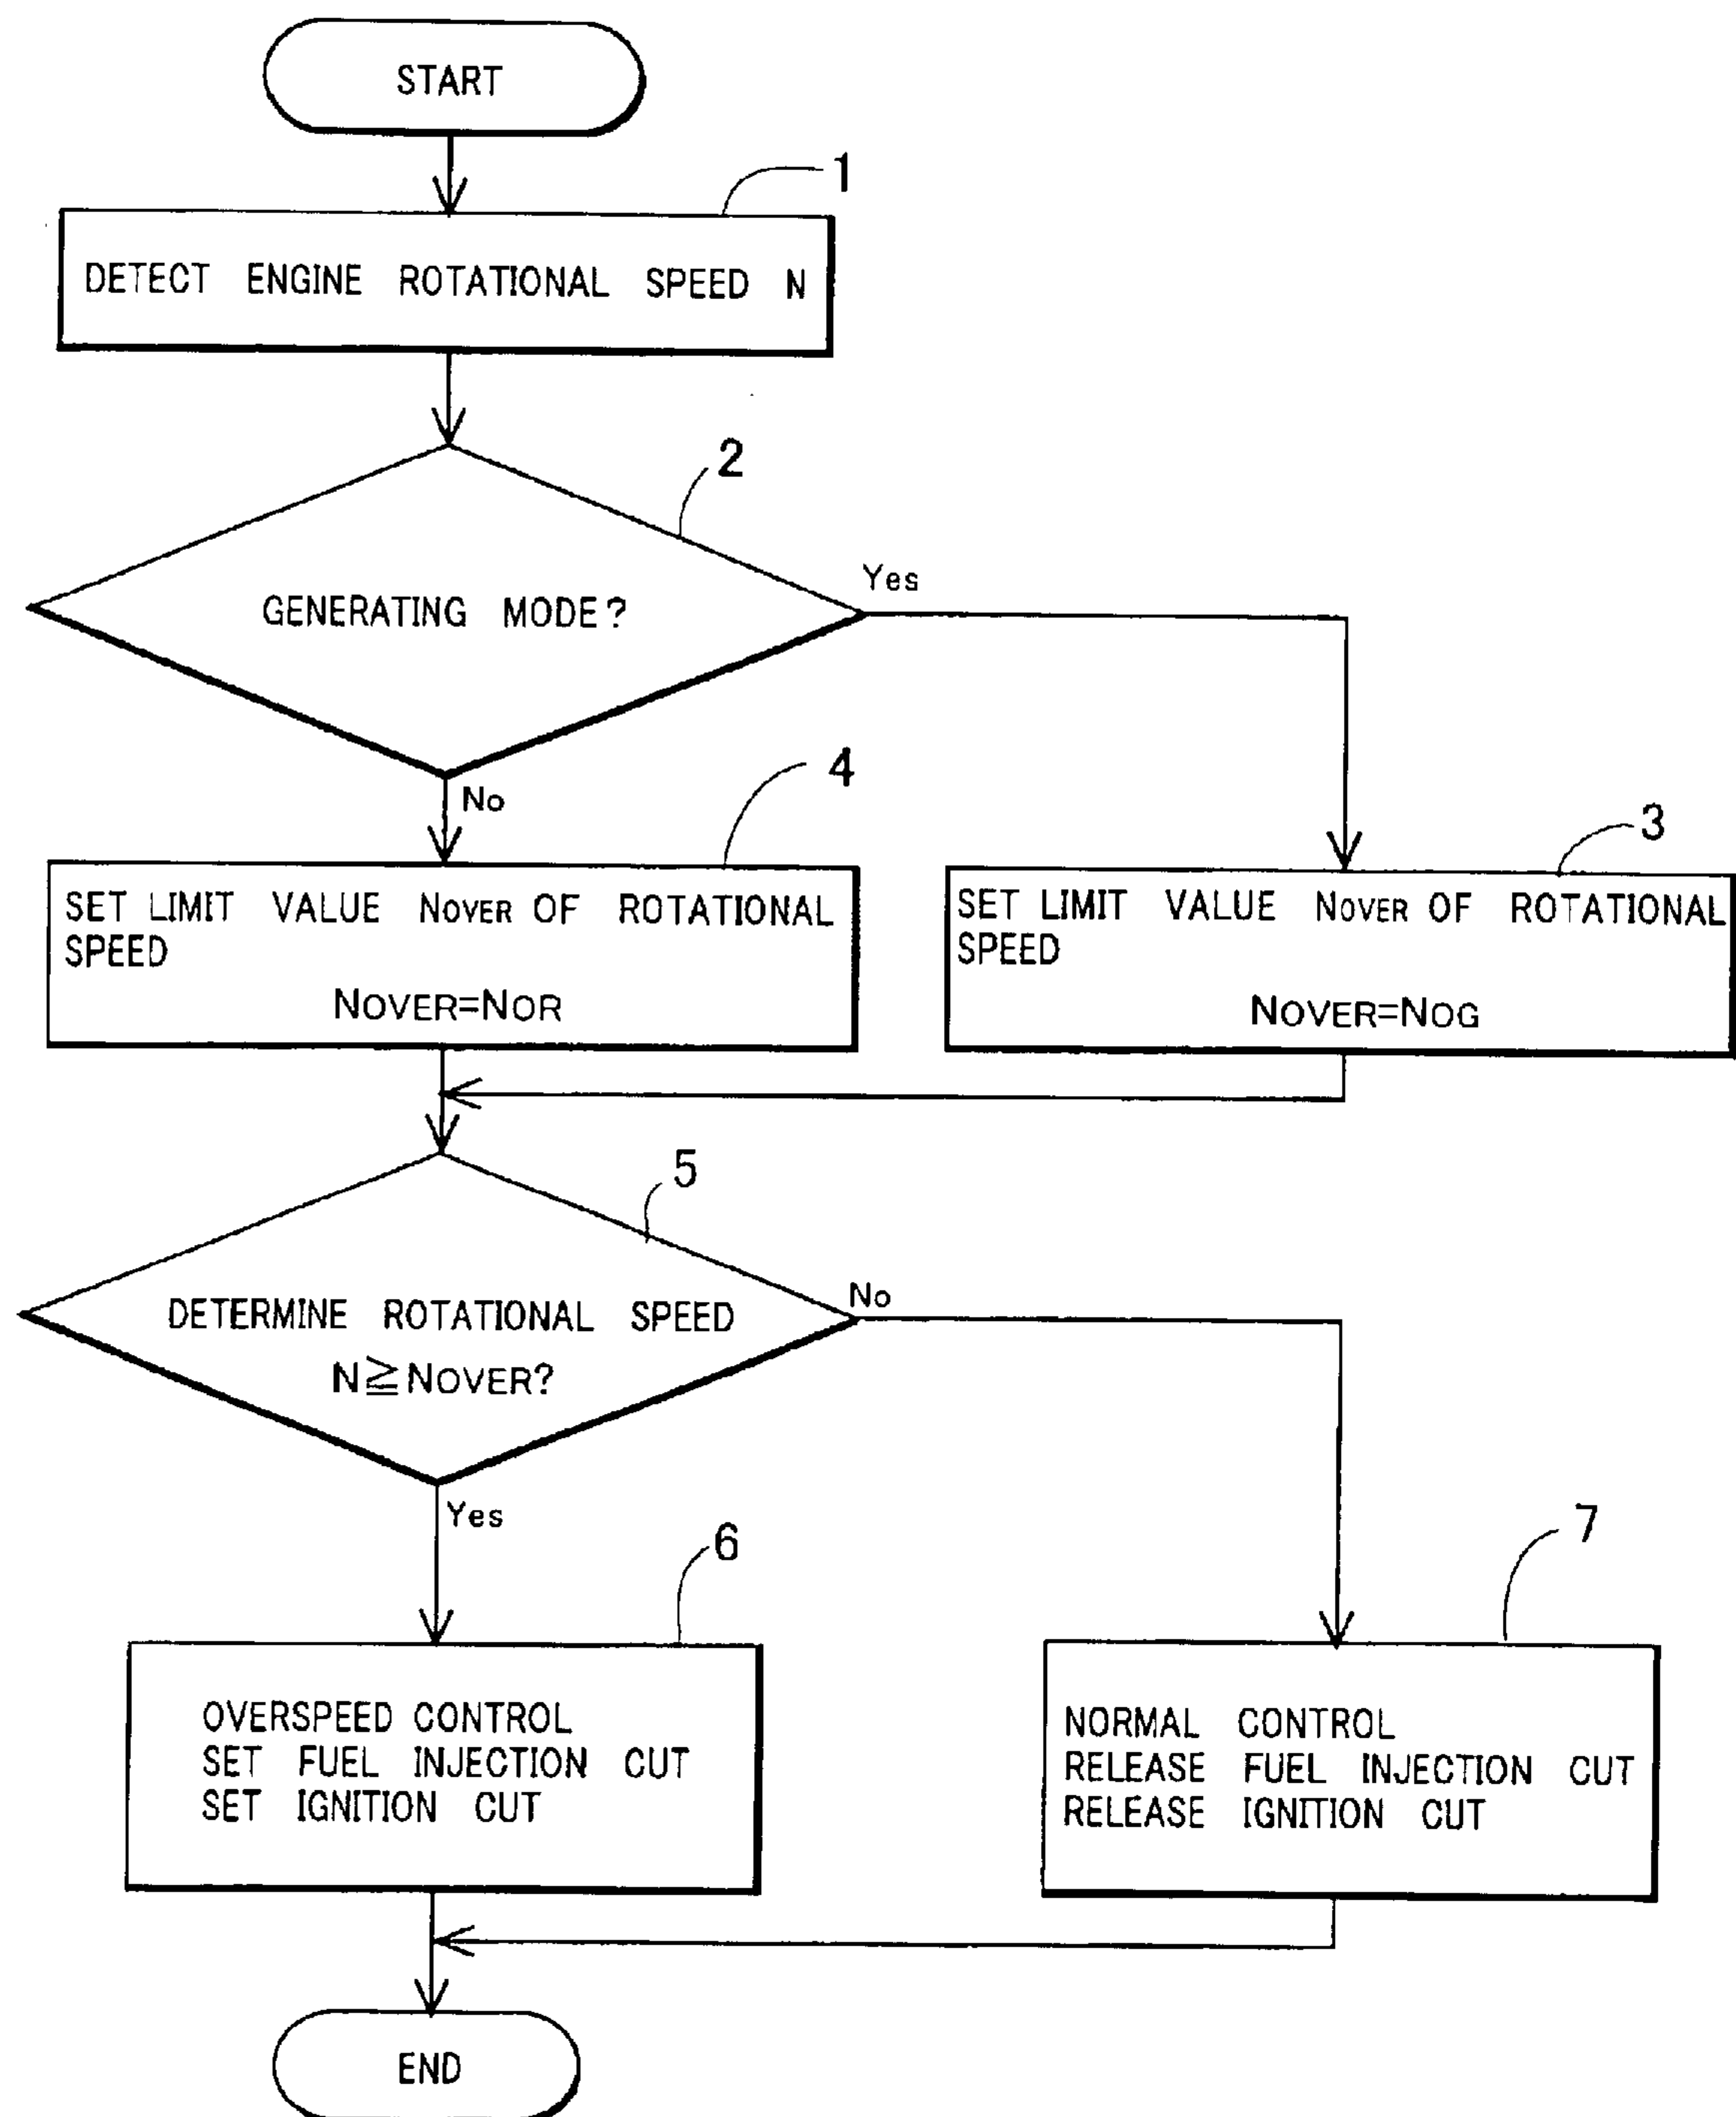 START
1
DETECT ENGINE ROTATIONAL SPEED N
2
GENERATING MODE?
Yes
No
4
SET LIMIT VALUE NOVER OF ROTATIONAL
SPEED
NOVER=NOR
3
SET LIMIT VALUE NOVER OF ROTATIONAL
SPEED
NOVER=NOG
5
DETERMINE ROTATIONAL SPEED
N≧NOVER?
No
Yes
6
OVERSPEED CONTROL
SET FUEL INJECTION CUT
SET IGNITION CUT
7
NORMAL CONTROL
RELEASE FUEL INJECTION CUT
RELEASE IGNITION CUT
END